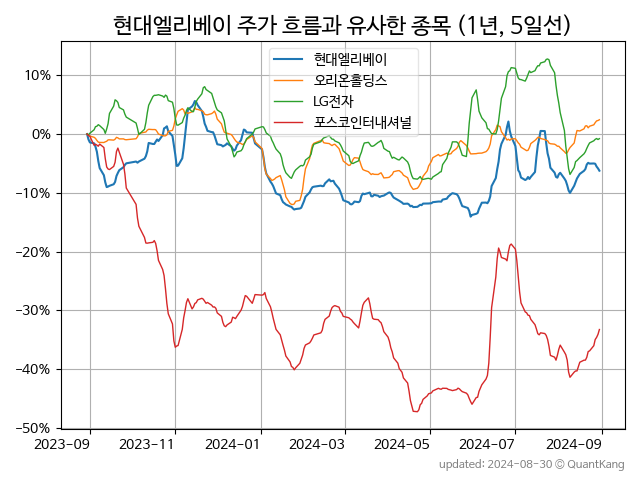 현대엘리베이 주가 흐름과 유사한 종목 (1년, 5일선)
현대엘리베이
오리온홀딩스
LG전자
포스코인터내셔널
10%
0%
−10%
−20%
−30%
−40%
−50%
2023-09 2023-11 2024-01 2024-03 2024-05 2024-07 2024-09
updated: 2024-08-30 © QuantKang